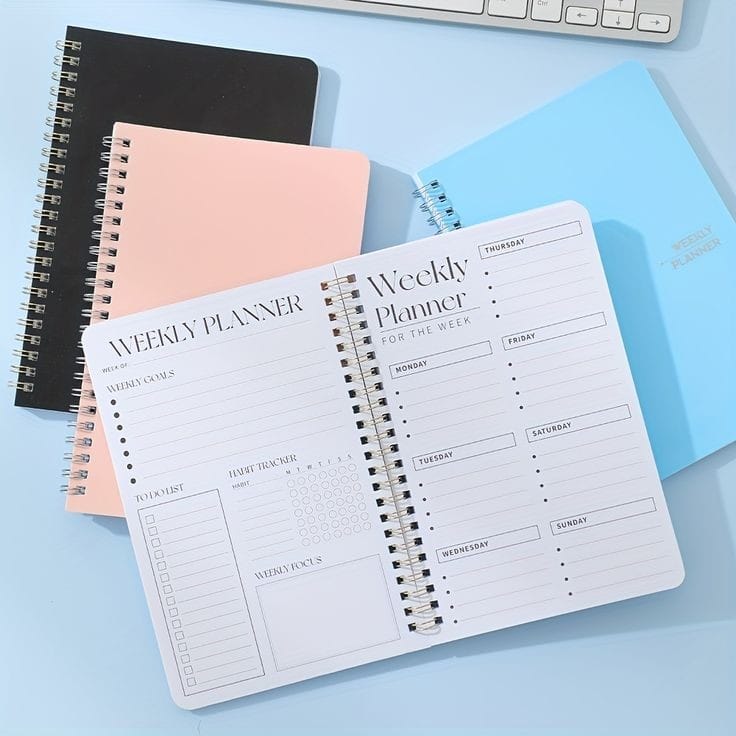 Ctrl
WEEKLY
PLANNER
WEEKLY PLANNER
WEEK OF:
WEEKLY GOALS
TO DO LIST
HABIT TRACKER
HABIT M T W T F S S
WEEKLY FOCUS
Weekly
Planner
FOR THE WEEK
MONDAY
TUESDAY
WEDNESDAY
THURSDAY
FRIDAY
SATURDAY
SUNDAY